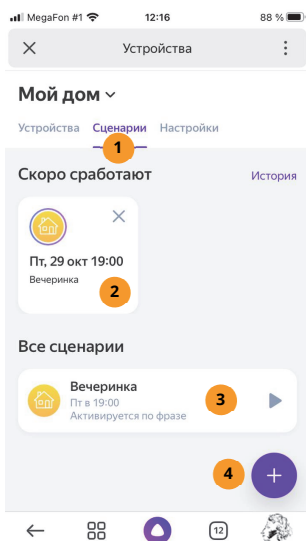 MegaFon #1 12:16 88 %
Устройства
Мой дом
Устройства Сценарии Настройки
1
Скоро сработают История
Пт, 29 окт 19:00
Вечеринка
2
Все сценарии
Вечеринка
Пт в 19:00
Активируется по фразе
3
4
12